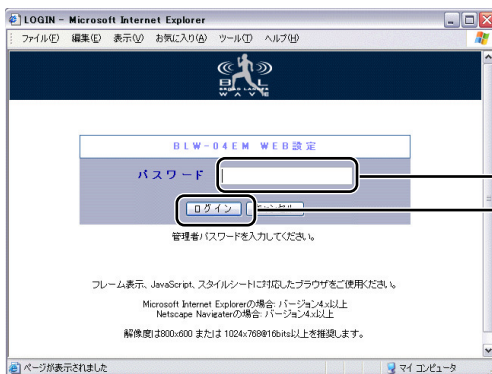 LOGIN - Microsoft Internet Explorer
ファイル(F) 編集(E) 表示(V) お気に入り(A) ツール(T) ヘルプ(H)
BL
BROAD LANNER
WAVE
BLW-04EM WEB設定
パスワード
ログイン キャンセル
管理者パスワードを入力してください。
フレーム表示、JavaScript、スタイルシートに対応したブラウザをご使用ください。
Microsoft Internet Explorerの場合: バージョン4.x以上
Netscape Navigaterの場合: バージョン4.x以上
解像度は800x600 または 1024x768@16bits以上を推奨します。
ページが表示されました マイ コンピュータ